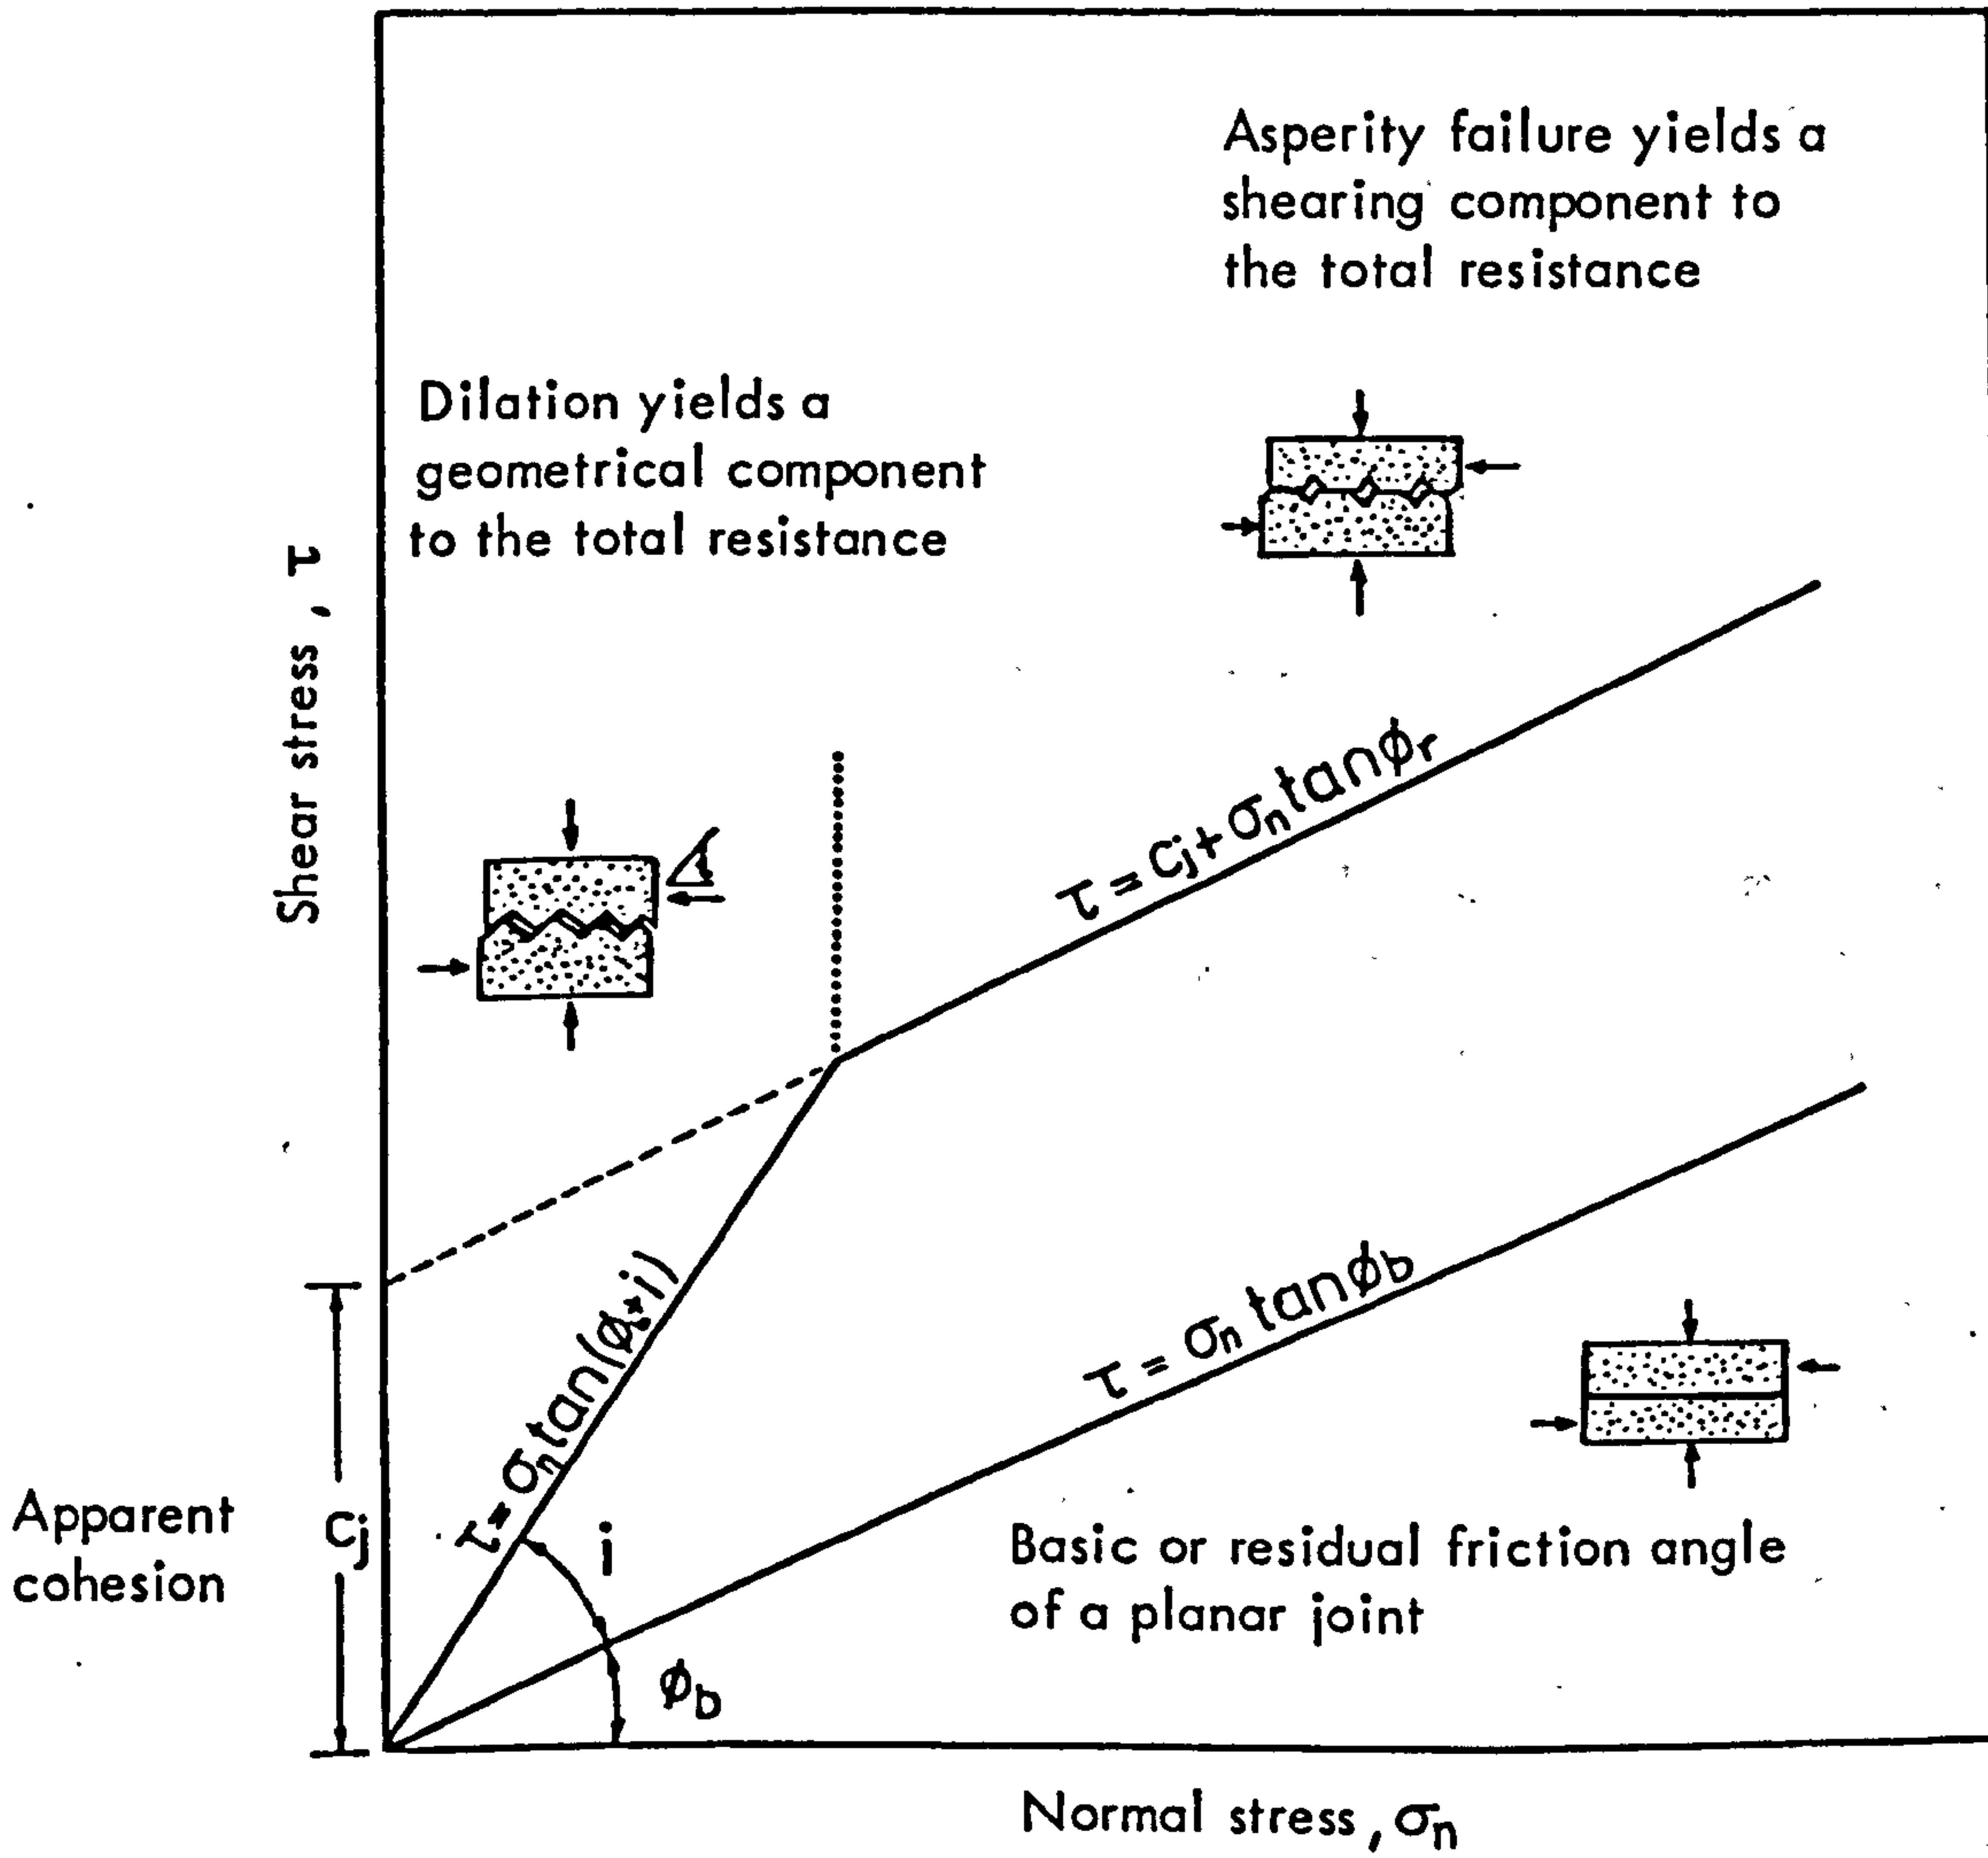 Asperity failure yields a
shearing component to
the total resistance
Dilation yields a
geometrical component
to the total resistance
Shear stress, τ
τ = cj + σn tanϕr
τ = σn tan(ϕb+i)
τ = σn tanϕb
i
ϕb
Apparent
cohesion
cj
Basic or residual friction angle
of a planar joint
Normal stress, σn